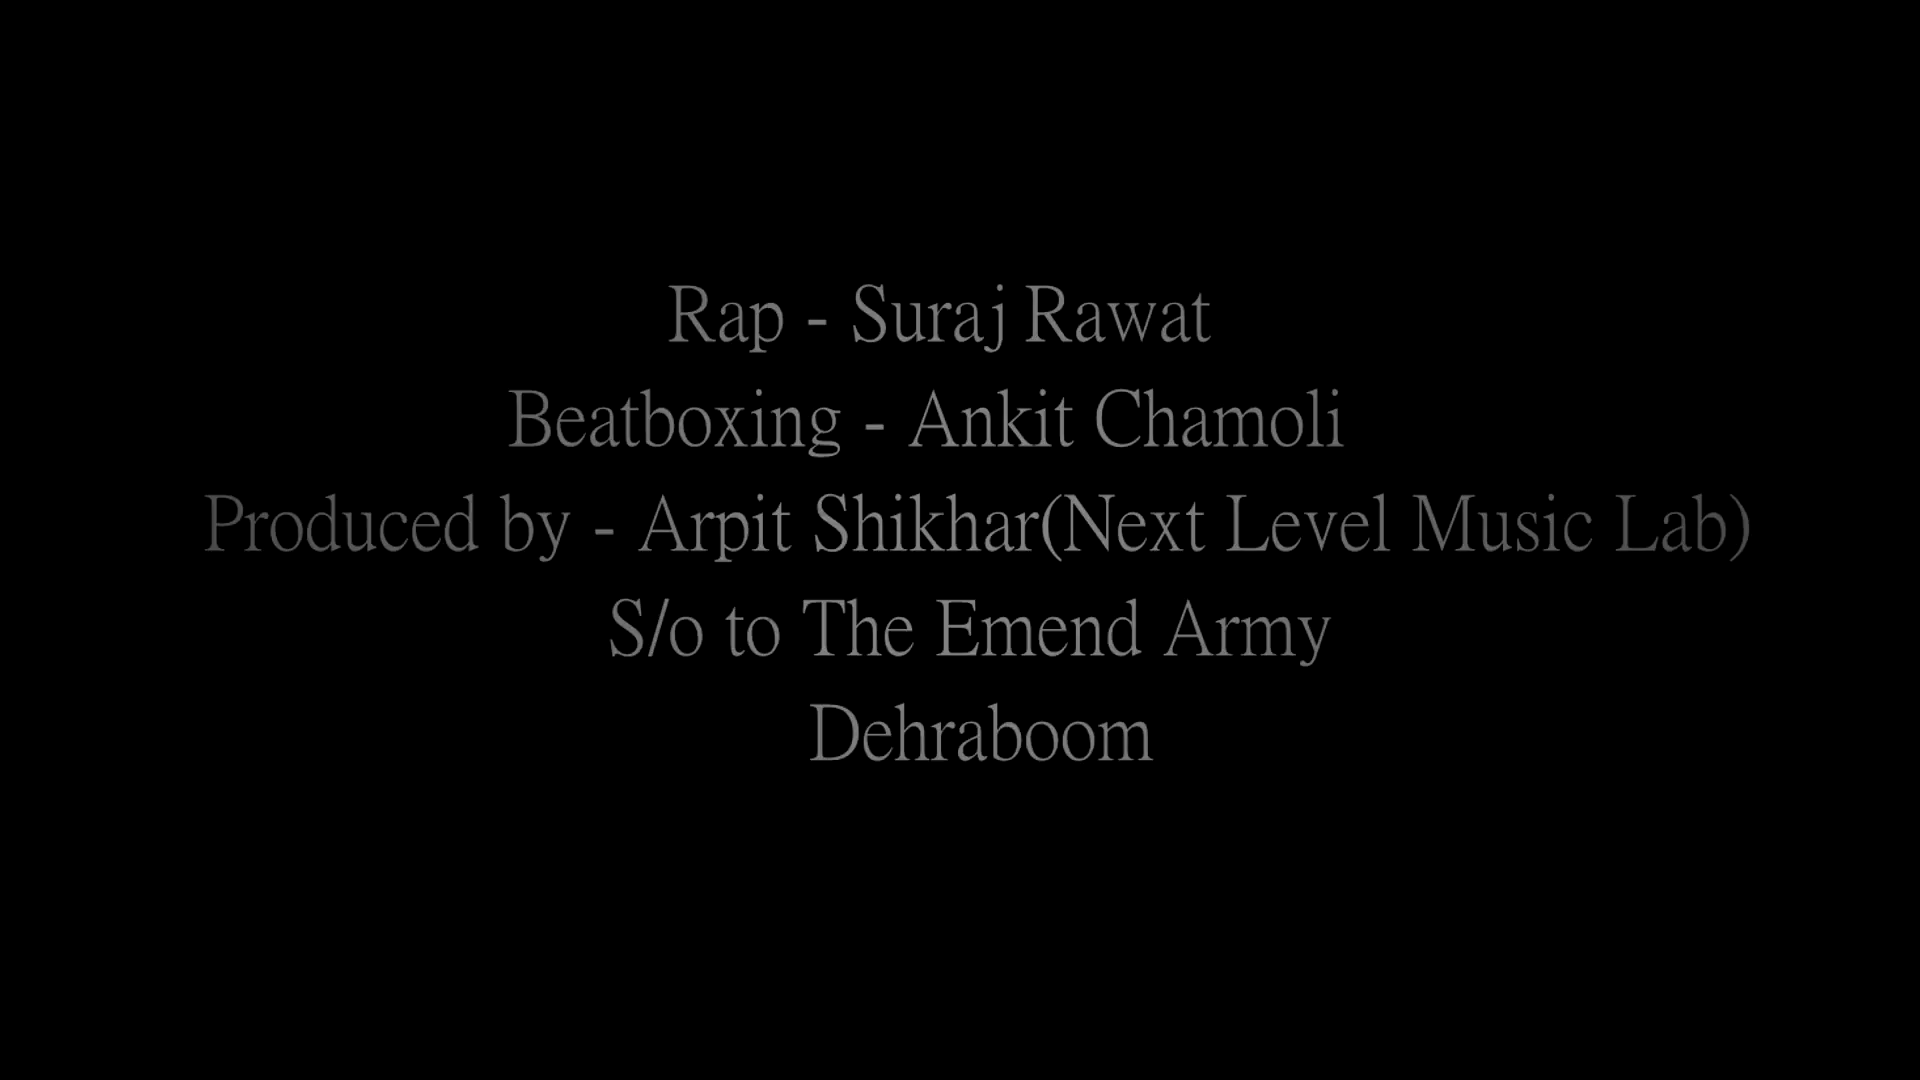 Rap - Suraj Rawat
Beatboxing - Ankit Chamoli
Produced by - Arpit Shikhar(Next Level Music Lab)
S/o to The Emend Army
Dehraboom